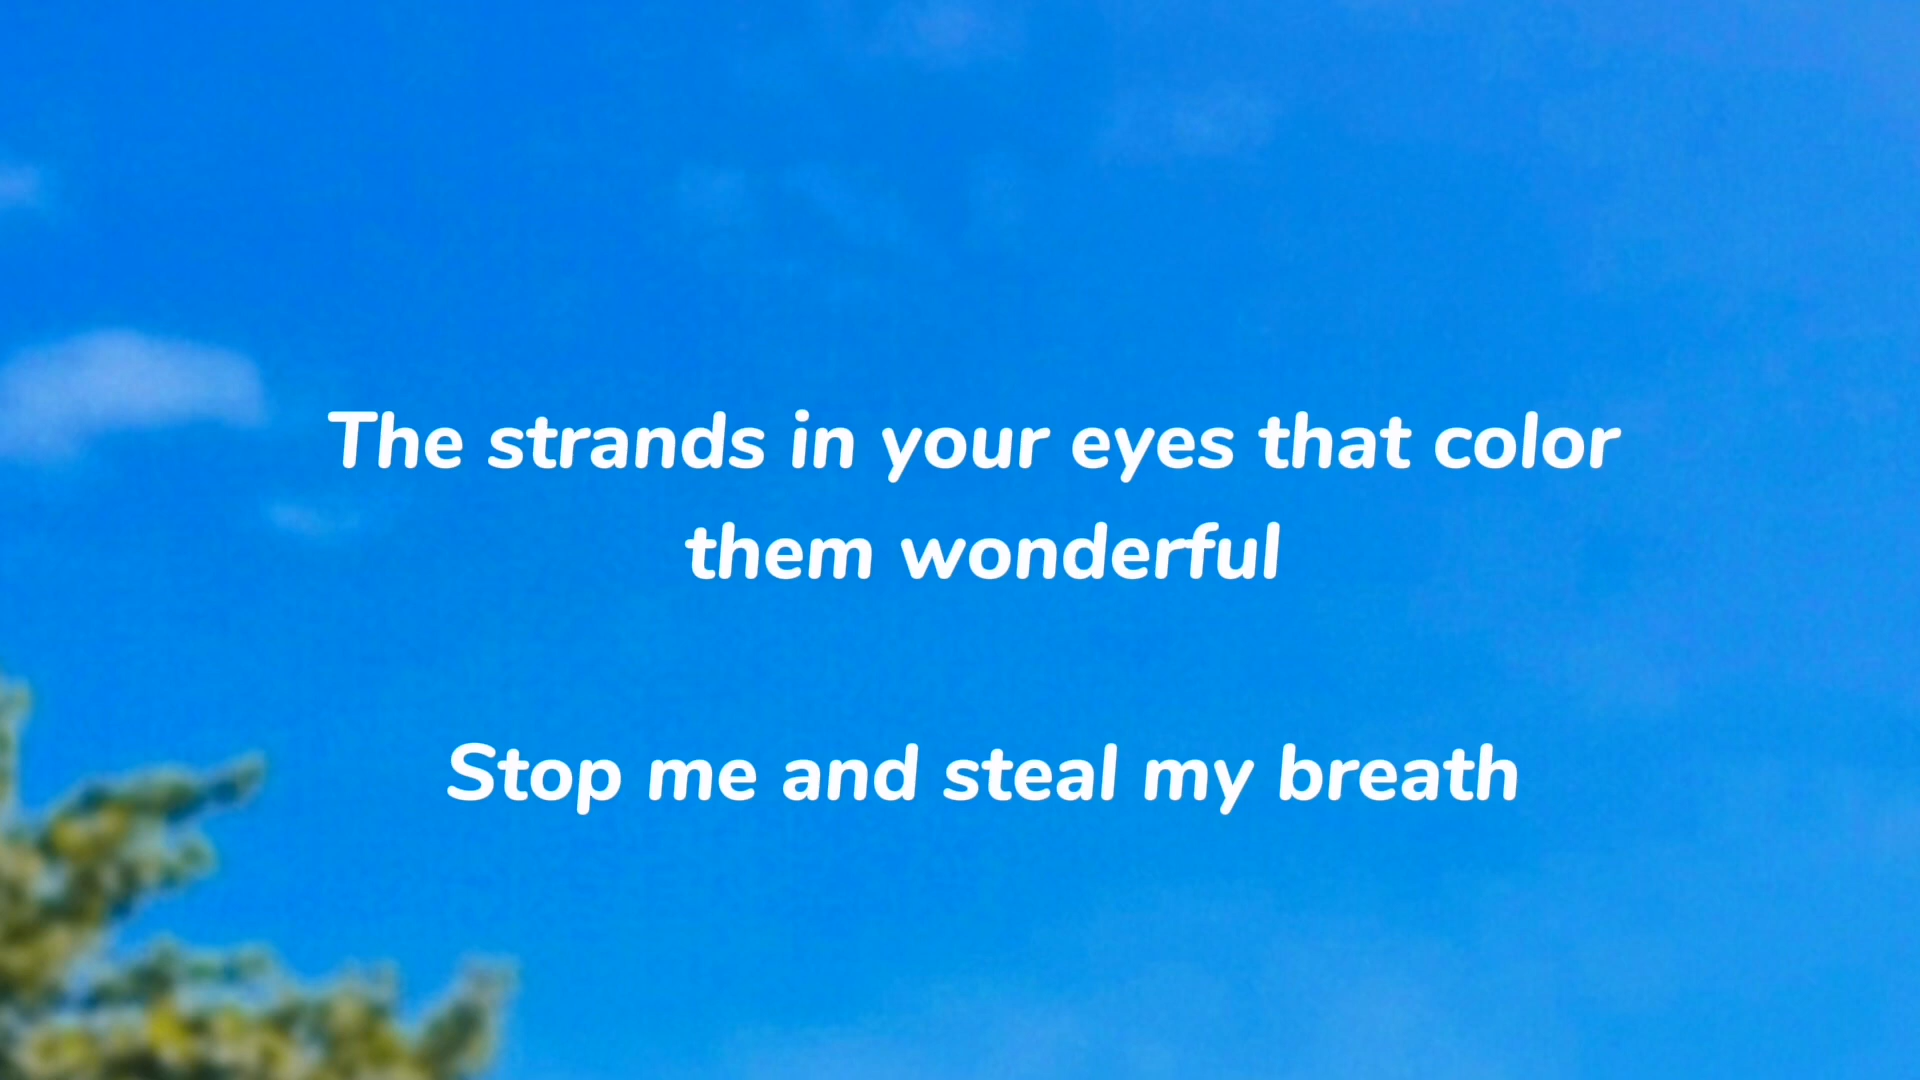 The strands in your eyes that color
them wonderful
Stop me and steal my breath